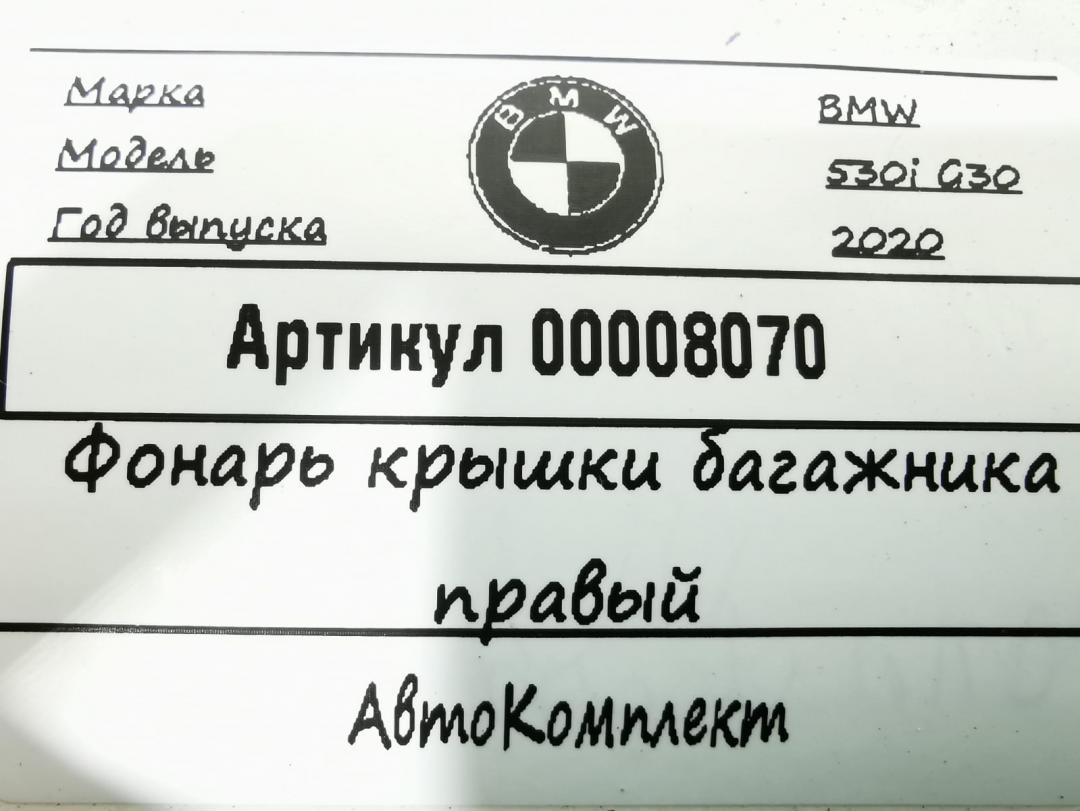 Марка BMW
Модель 530i G30
Год выпуска 2020
BMW
Артикул 00008070
Фонарь крышки багажника
правый
АвтоКомплект